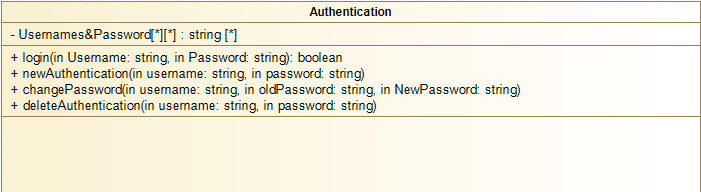 Authentication
- Usernames&Password[*][*] : string [*]
+ login(in Username: string, in Password: string): boolean
+ newAuthentication(in username: string, in password: string)
+ changePassword(in username: string, in oldPassword: string, in NewPassword: string)
+ deleteAuthentication(in username: string, in password: string)